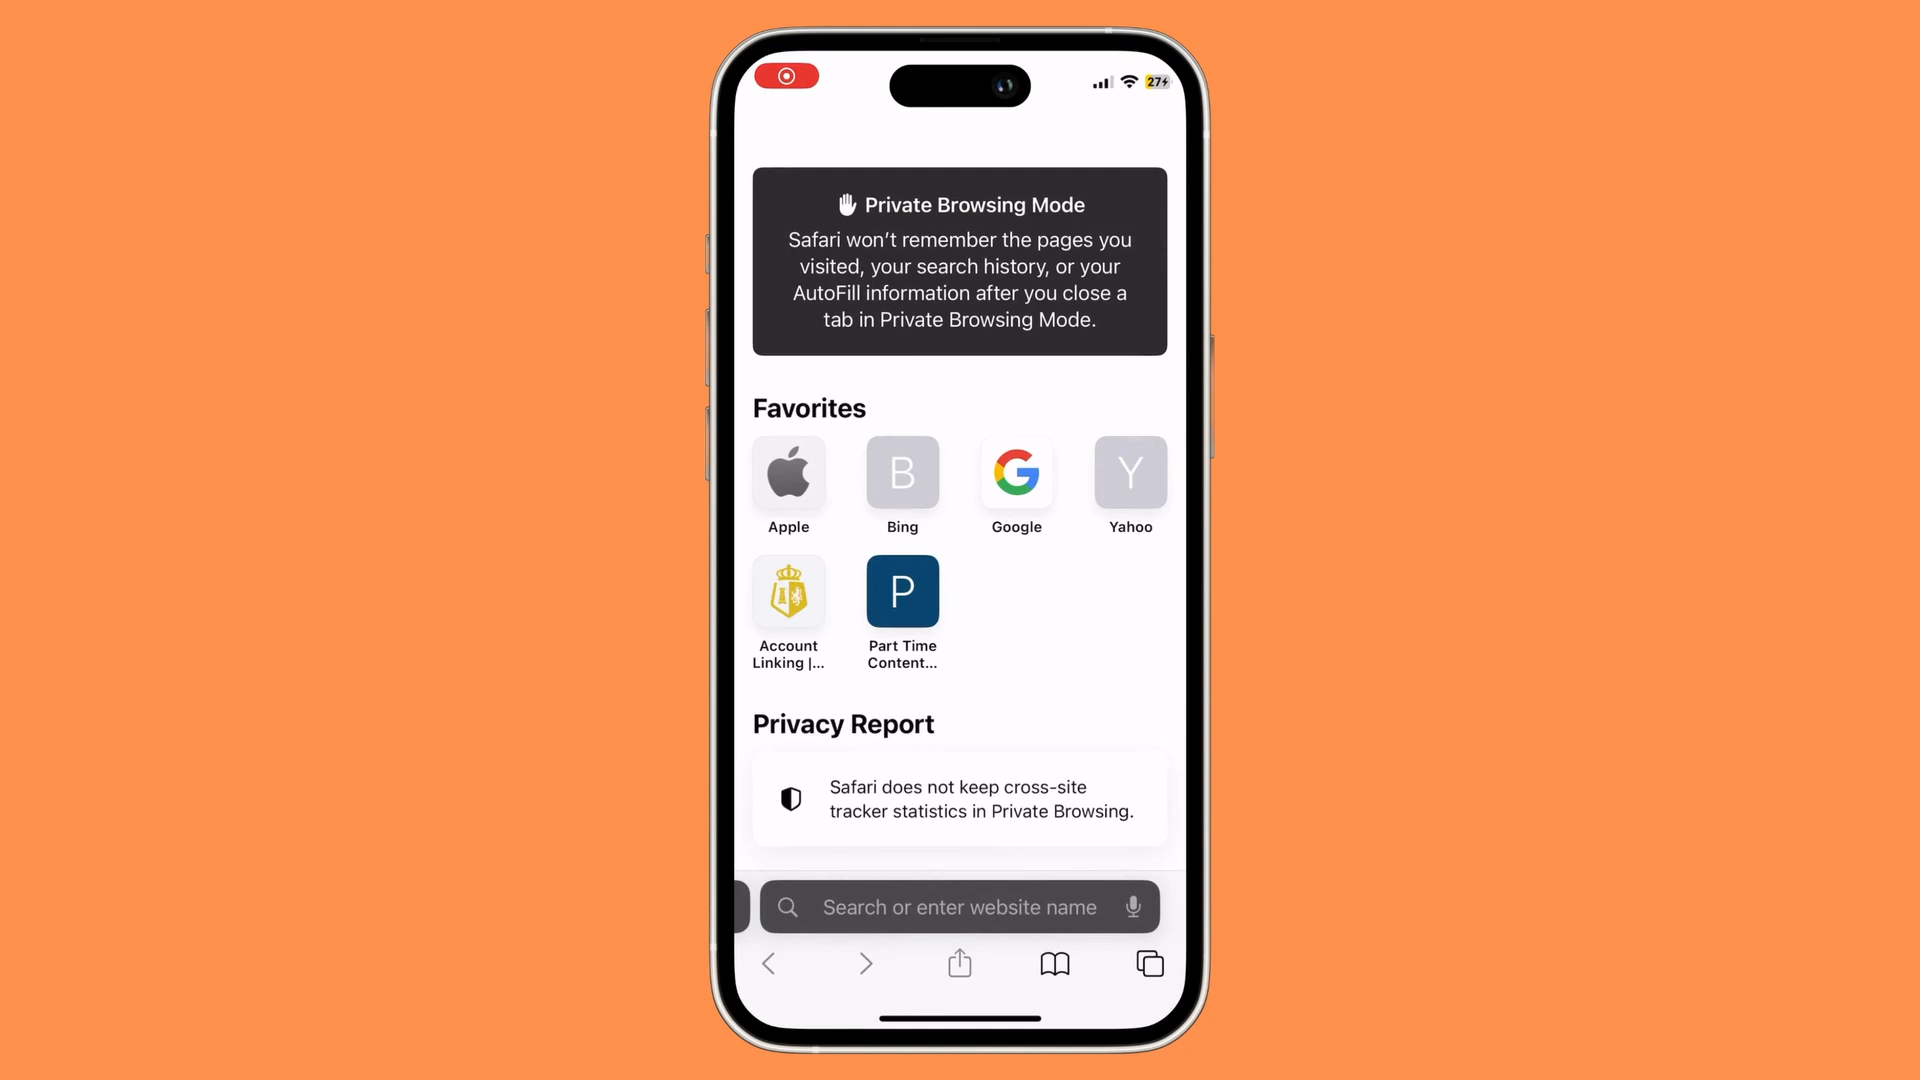 27
Private Browsing Mode
Safari won't remember the pages you
visited, your search history, or your
AutoFill information after you close a
tab in Private Browsing Mode.
Favorites
B
G
Y
Apple
Bing
Google
Yahoo
P
Account
Linking |...
Part Time
Content...
Privacy Report
Safari does not keep cross-site
tracker statistics in Private Browsing.
Search or enter website name